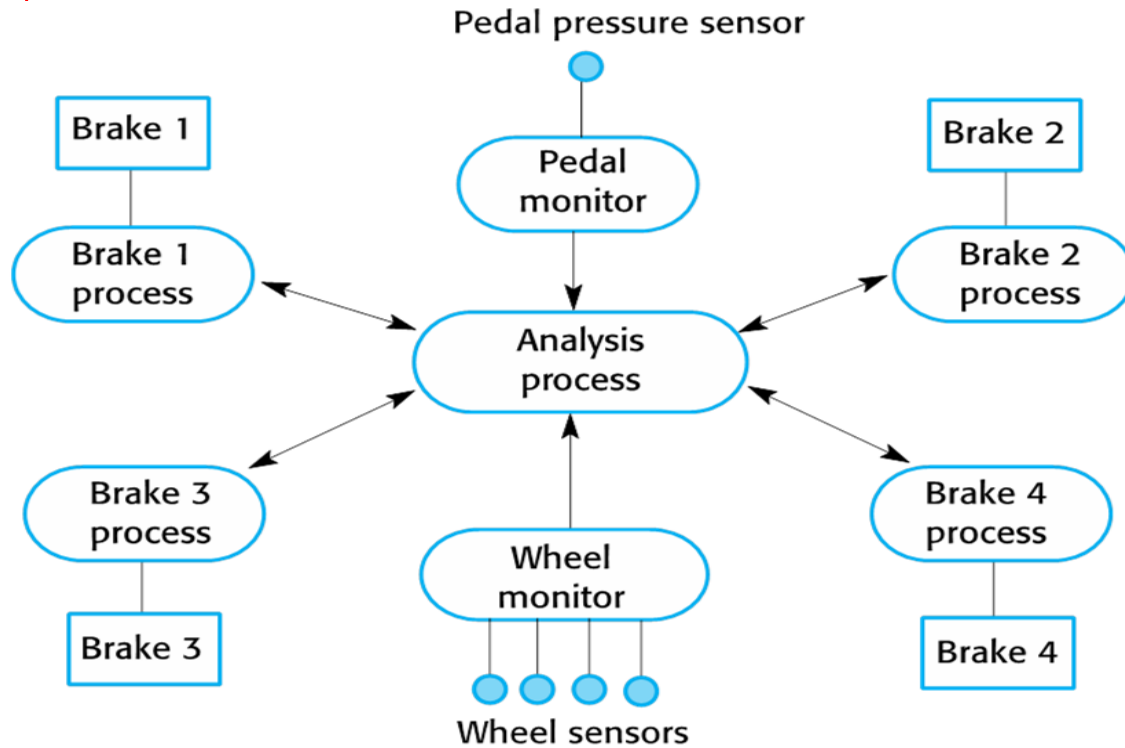 Pedal pressure sensor
Brake 1
Pedal
monitor
Brake 2
Brake 1
process
Brake 2
process
Analysis
process
Brake 3
process
Brake 4
process
Wheel
monitor
Brake 3
Brake 4
Wheel sensors